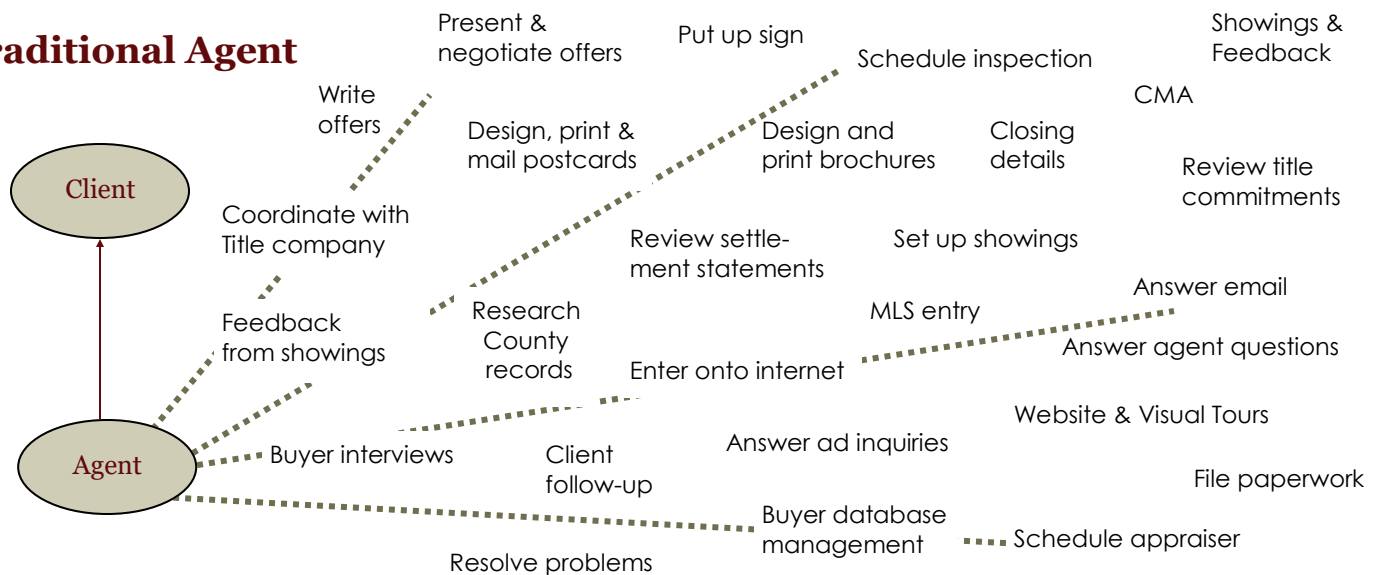 raditional Agent
Present &
negotiate offers
Put up sign
Schedule inspection
Showings &
Feedback
Write
offers
CMA
Design, print &
mail postcards
Design and
print brochures
Closing
details
Review title
commitments
Client
Coordinate with
Title company
Review settle-
ment statements
Set up showings
Answer email
Feedback
from showings
Research
County
records
MLS entry
Answer agent questions
Enter onto internet
Website & Visual Tours
Agent
Buyer interviews
Client
follow-up
Answer ad inquiries
File paperwork
Buyer database
management
Schedule appraiser
Resolve problems